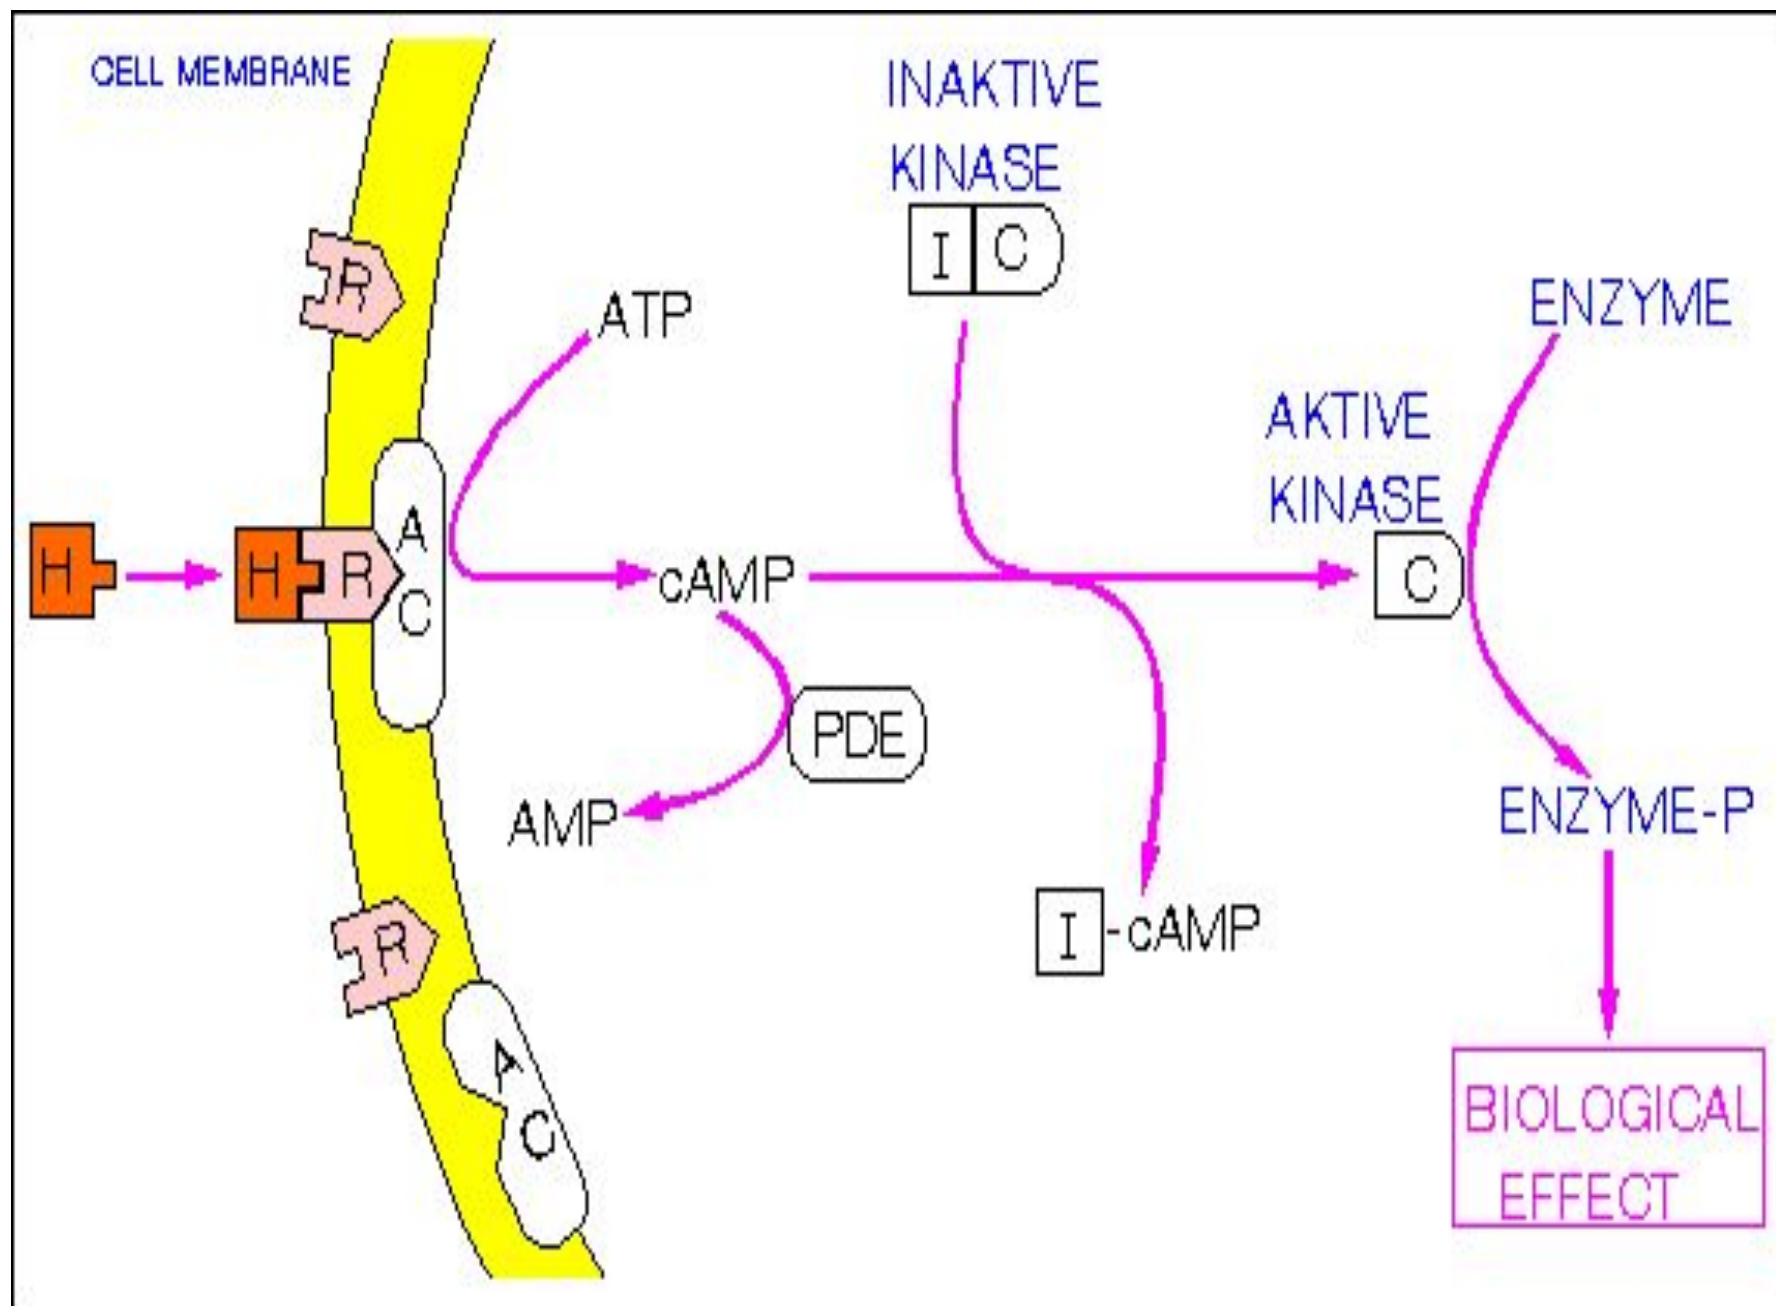 CELL MEMBRANE
INAKTIVE
KINASE
I C
R
ATP
ENZYME
AKTIVE
KINASE
H
H R
A
C
cAMP
C
PDE
AMP
ENZYME-P
R
I -cAMP
A
C
BIOLOGICAL
EFFECT